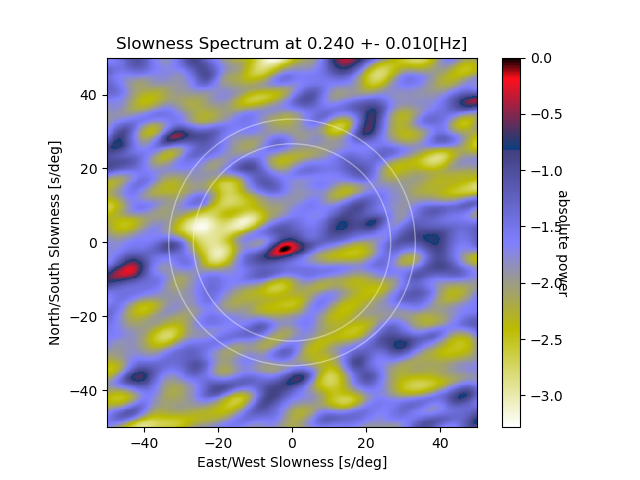 Slowness Spectrum at 0.240 +- 0.010[Hz]
North/South Slowness [s/deg]
40
20
0
−20
−40
−40 −20 0 20 40
East/West Slowness [s/deg]
0.0
−0.5
−1.0
−1.5
−2.0
−2.5
−3.0
absolute power